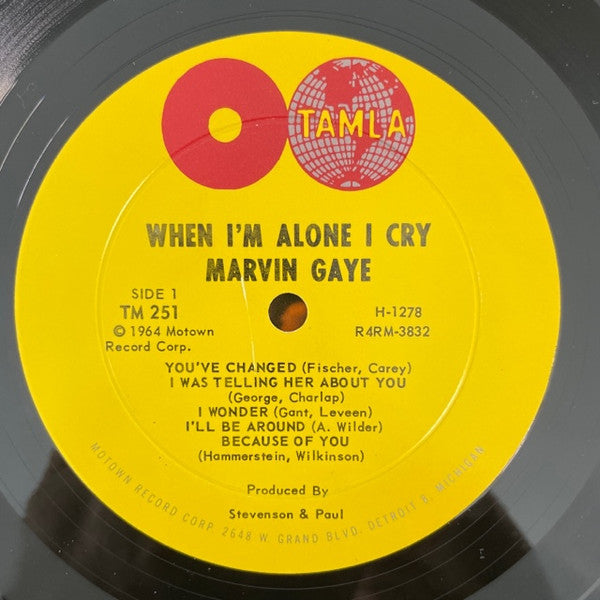 TAMLA
WHEN I'M ALONE I CRY
MARVIN GAYE
SIDE 1
TM 251
© 1964 Motown
Record Corp.
H-1278
R4RM-3832
YOU'VE CHANGED (Fischer, Carey)
I WAS TELLING HER ABOUT YOU
(George, Charlap)
I WONDER (Gant, Leveen)
I'LL BE AROUND (A. Wilder)
BECAUSE OF YOU
(Hammerstein, Wilkinson)
Produced By
Stevenson & Paul
MOTOWN RECORD CORP. 2648 W. GRAND BLVD. DETROIT 8, MICHIGAN